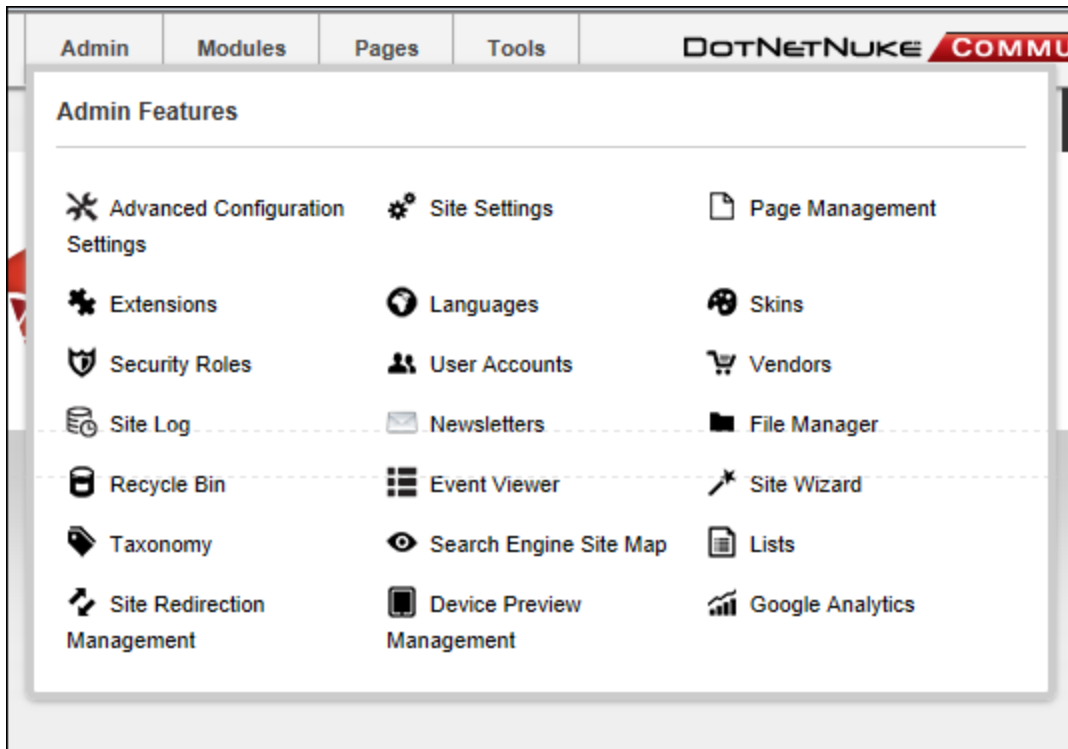 Admin Modules Pages Tools DOTNETNUKE COMMU
Admin Features
Advanced Configuration Settings
Site Settings
Page Management
Extensions
Languages
Skins
Security Roles
User Accounts
Vendors
Site Log
Newsletters
File Manager
Recycle Bin
Event Viewer
Site Wizard
Taxonomy
Search Engine Site Map
Lists
Site Redirection Management
Device Preview Management
Google Analytics